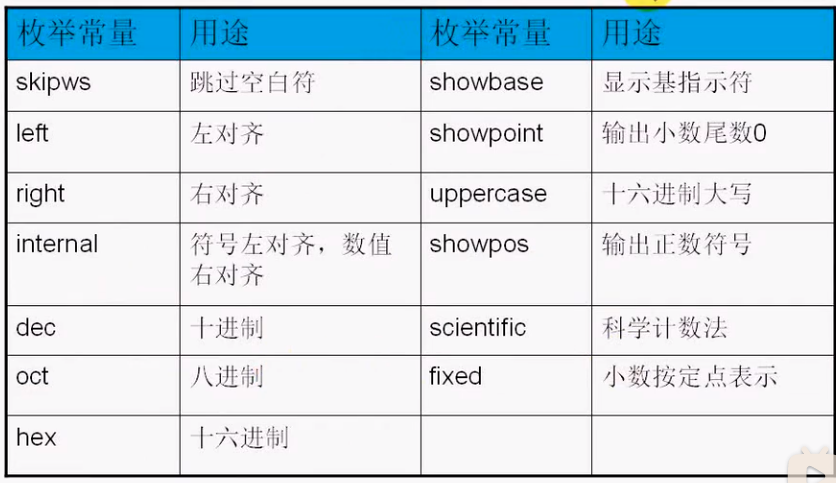 枚举常量 用途 枚举常量 用途
skipws 跳过空白符 showbase 显示基指示符
left 左对齐 showpoint 输出小数尾数0
right 右对齐 uppercase 十六进制大写
internal 符号左对齐，数值 showpos 输出正数符号
右对齐
dec 十进制 scientific 科学计数法
oct 八进制 fixed 小数按定点表示
hex 十六进制